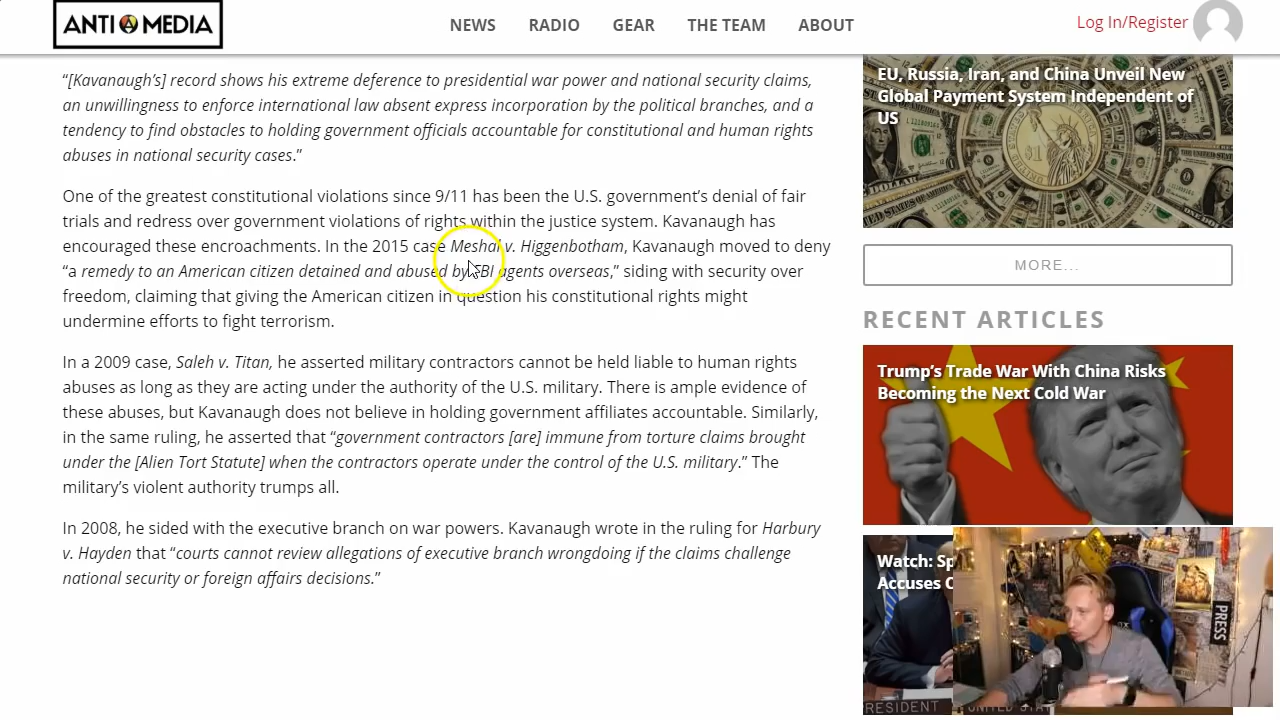 ANTI MEDIA
NEWS
RADIO
GEAR
THE TEAM
ABOUT
Log In/Register
“[Kavanaugh’s] record shows his extreme deference to presidential war power and national security claims,
an unwillingness to enforce international law absent express incorporation by the political branches, and a
tendency to find obstacles to holding government officials accountable for constitutional and human rights
abuses in national security cases.”
One of the greatest constitutional violations since 9/11 has been the U.S. government’s denial of fair
trials and redress over government violations of rights within the justice system. Kavanaugh has
encouraged these encroachments. In the 2015 case Meshal v. Higgenbotham, Kavanaugh moved to deny
“a remedy to an American citizen detained and abused by FBI agents overseas,” siding with security over
freedom, claiming that giving the American citizen in question his constitutional rights might
undermine efforts to fight terrorism.
In a 2009 case, Saleh v. Titan, he asserted military contractors cannot be held liable to human rights
abuses as long as they are acting under the authority of the U.S. military. There is ample evidence of
these abuses, but Kavanaugh does not believe in holding government affiliates accountable. Similarly,
in the same ruling, he asserted that “government contractors [are] immune from torture claims brought
under the [Alien Tort Statute] when the contractors operate under the control of the U.S. military.” The
military’s violent authority trumps all.
In 2008, he sided with the executive branch on war powers. Kavanaugh wrote in the ruling for Harbury
v. Hayden that “courts cannot review allegations of executive branch wrongdoing if the claims challenge
national security or foreign affairs decisions.”
EU, Russia, Iran, and China Unveil New
Global Payment System Independent of
US
MORE...
RECENT ARTICLES
Trump’s Trade War With China Risks
Becoming the Next Cold War
Watch: Sp
Accuses
PRESS
RESIDENT